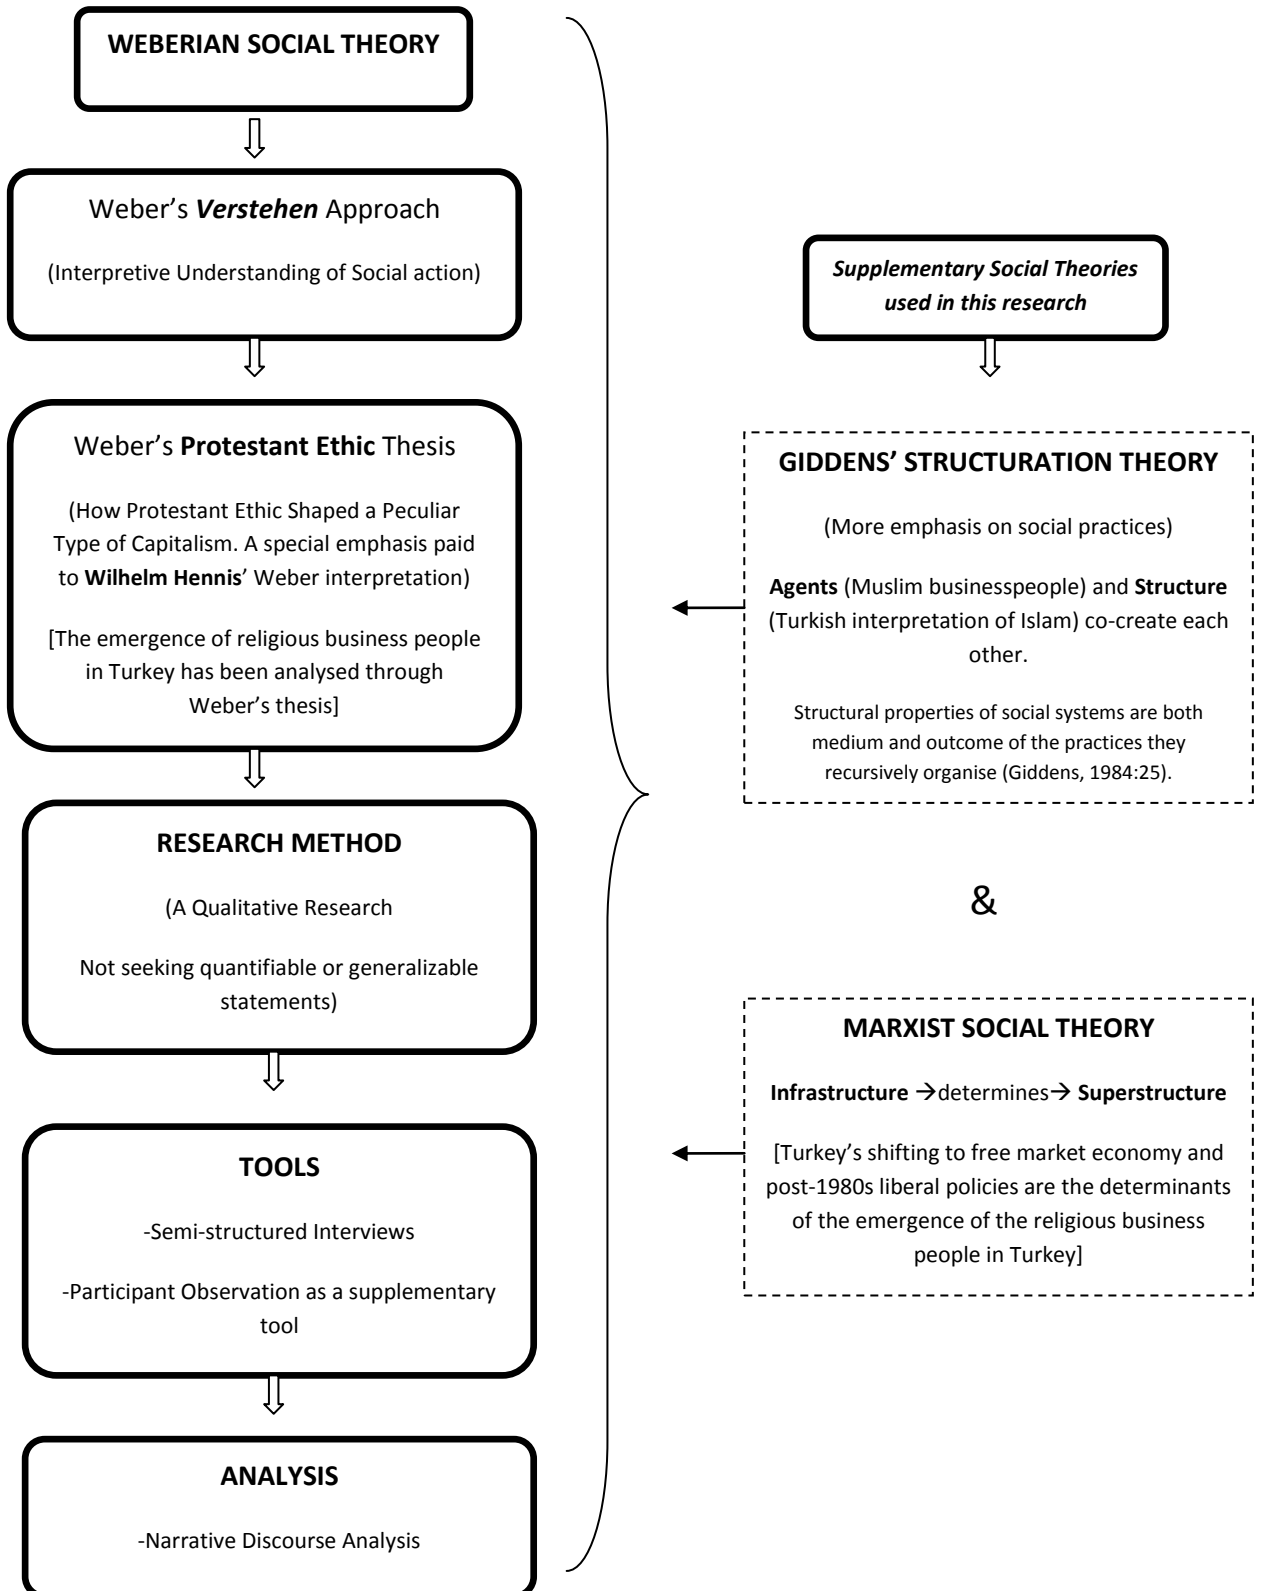 WEBERIAN SOCIAL THEORY
Weber’s Verstehen Approach
(Interpretive Understanding of Social action)
Weber’s Protestant Ethic Thesis
(How Protestant Ethic Shaped a Peculiar
Type of Capitalism. A special emphasis paid
to Wilhelm Hennis’ Weber interpretation)
[The emergence of religious business people
in Turkey has been analysed through
Weber’s thesis]
RESEARCH METHOD
(A Qualitative Research
Not seeking quantifiable or generalizable
statements)
TOOLS
-Semi-structured Interviews
-Participant Observation as a supplementary
tool
ANALYSIS
-Narrative Discourse Analysis
Supplementary Social Theories
used in this research
GIDDENS’ STRUCTURATION THEORY
(More emphasis on social practices)
Agents (Muslim businesspeople) and Structure
(Turkish interpretation of Islam) co-create each
other.
Structural properties of social systems are both
medium and outcome of the practices they
recursively organise (Giddens, 1984:25).
&
MARXIST SOCIAL THEORY
Infrastructure →determines→ Superstructure
[Turkey’s shifting to free market economy and
post-1980s liberal policies are the determinants
of the emergence of the religious business
people in Turkey]